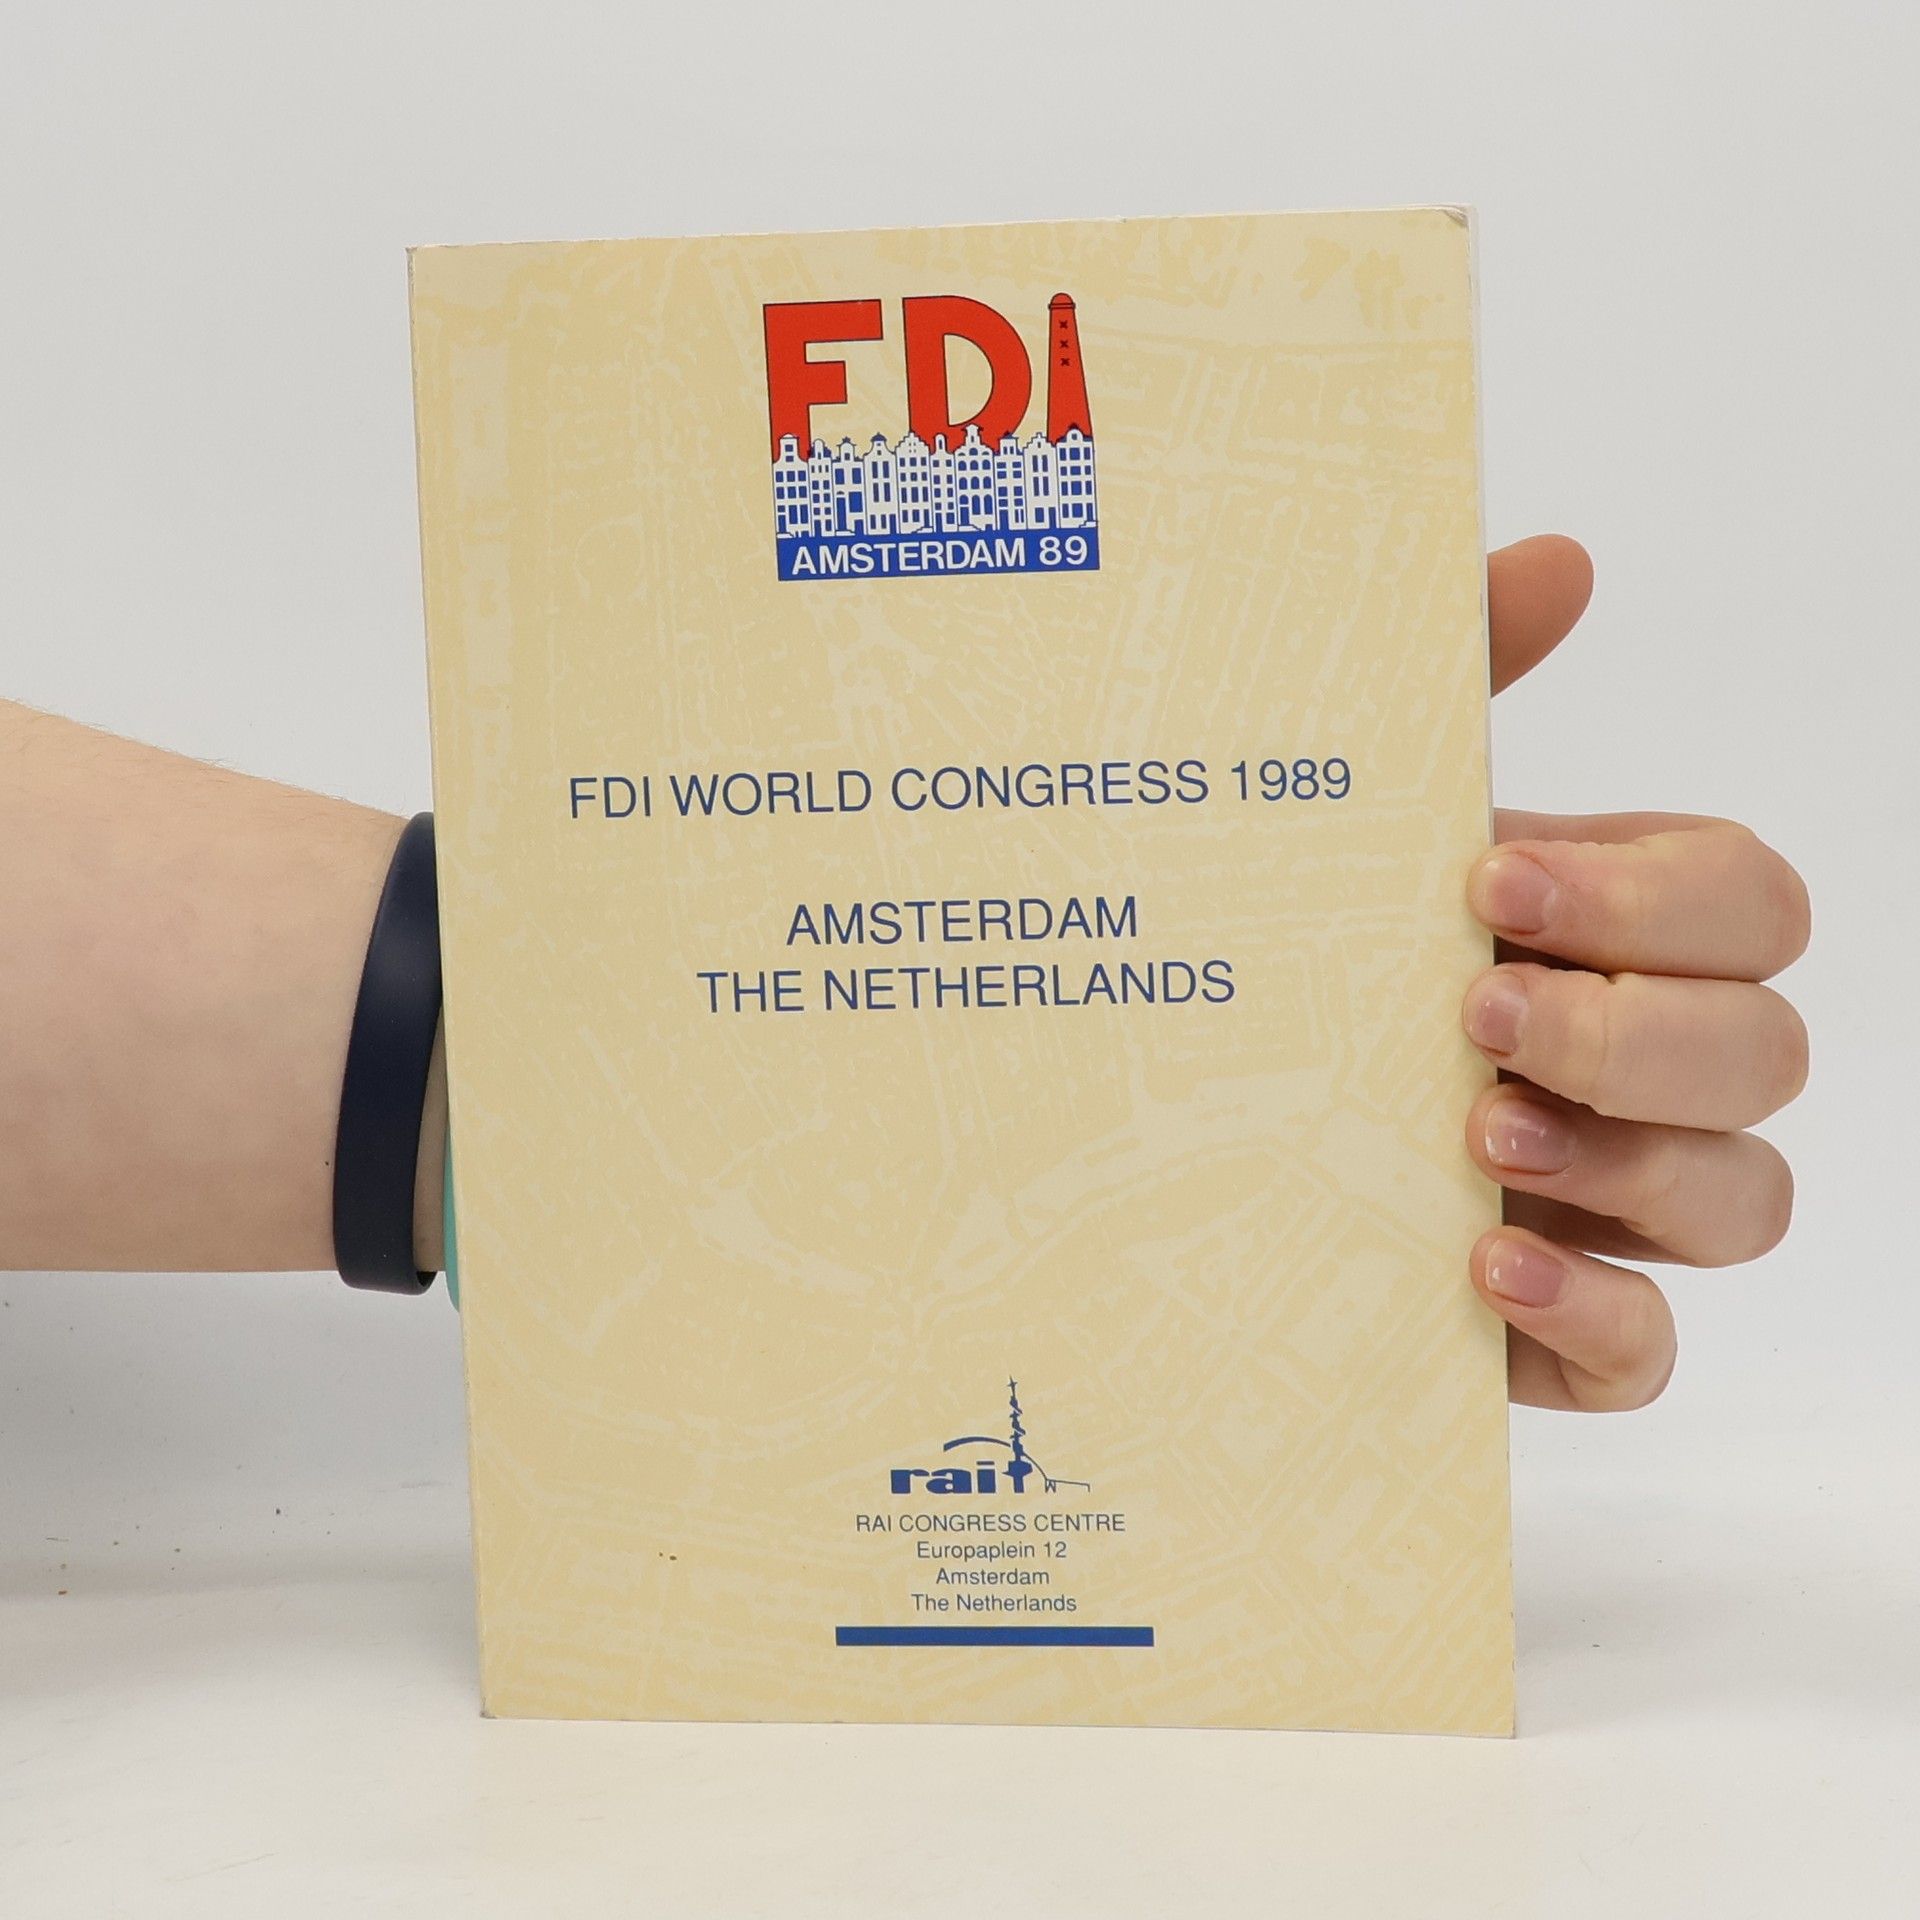 FDI
AMSTERDAM 89
FDI WORLD CONGRESS 1989
AMSTERDAM
THE NETHERLANDS
rai
RAI CONGRESS CENTRE
Europaplein 12
Amsterdam
The Netherlands